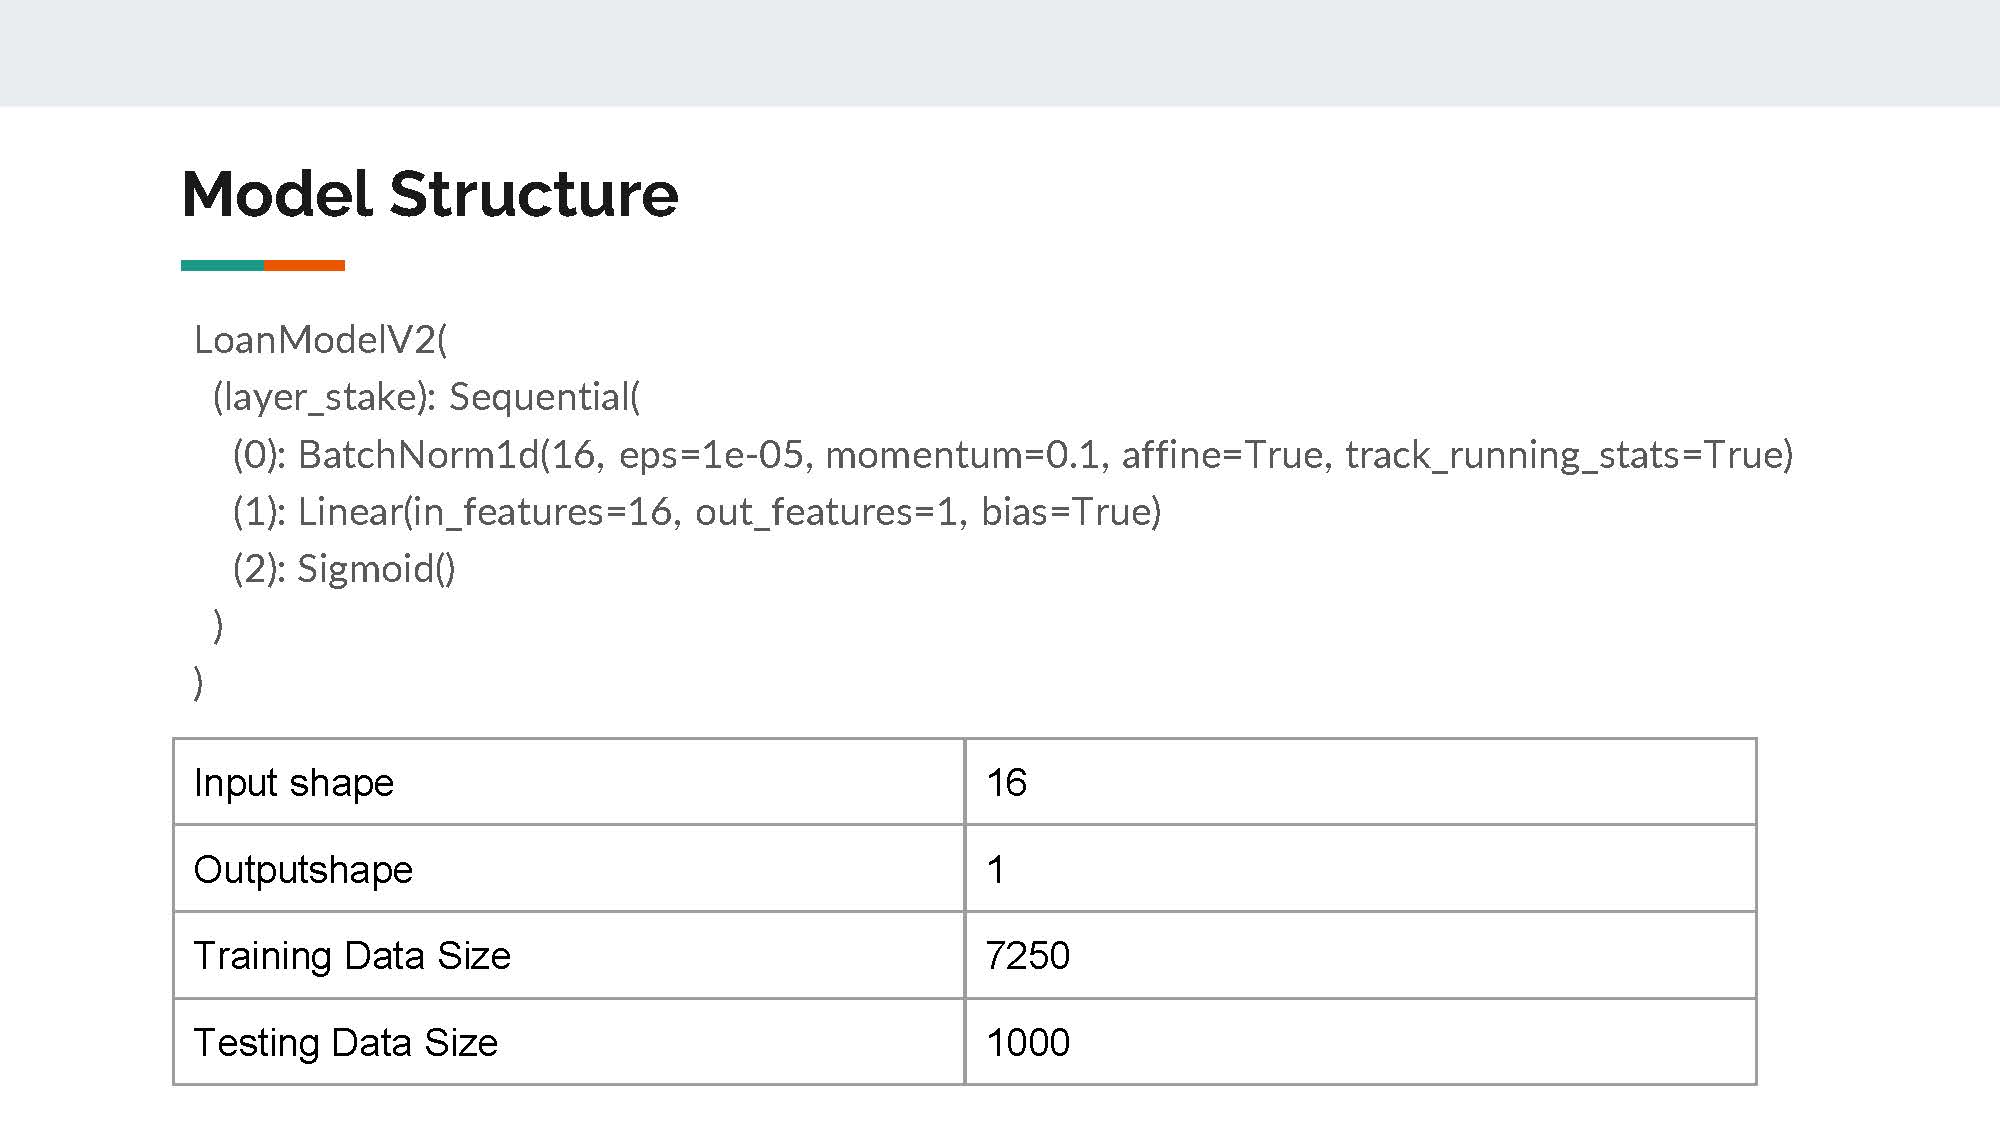 Model Structure
LoanModelV2(
(layer_stake): Sequential(
(0): BatchNorm1d(16, eps=1e-05, momentum=0.1, affine=True, track_running_stats=True)
(1): Linear(in_features=16, out_features=1, bias=True)
(2): Sigmoid()
)
)
Input shape 16
Outputshape 1
Training Data Size 7250
Testing Data Size 1000